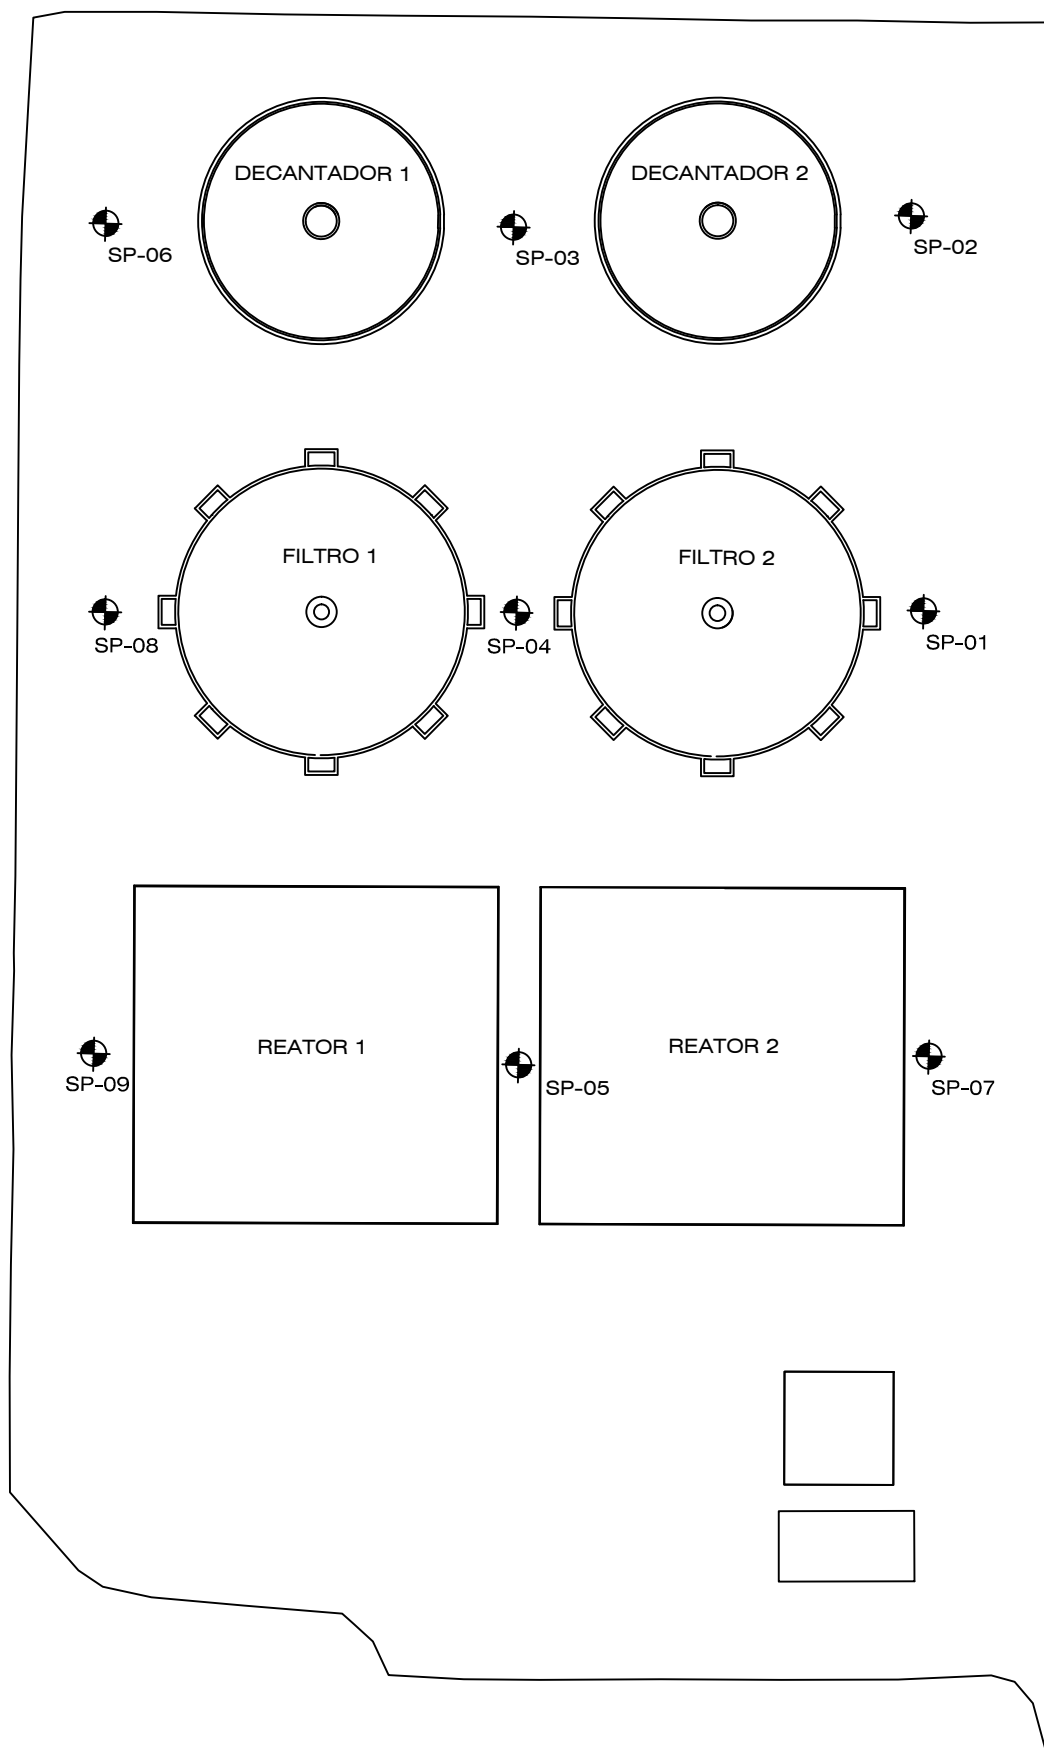 DECANTADOR 1
DECANTADOR 2
SP-06
SP-03
SP-02
FILTRO 1
FILTRO 2
SP-08
SP-04
SP-01
REATOR 1
REATOR 2
SP-09
SP-05
SP-07